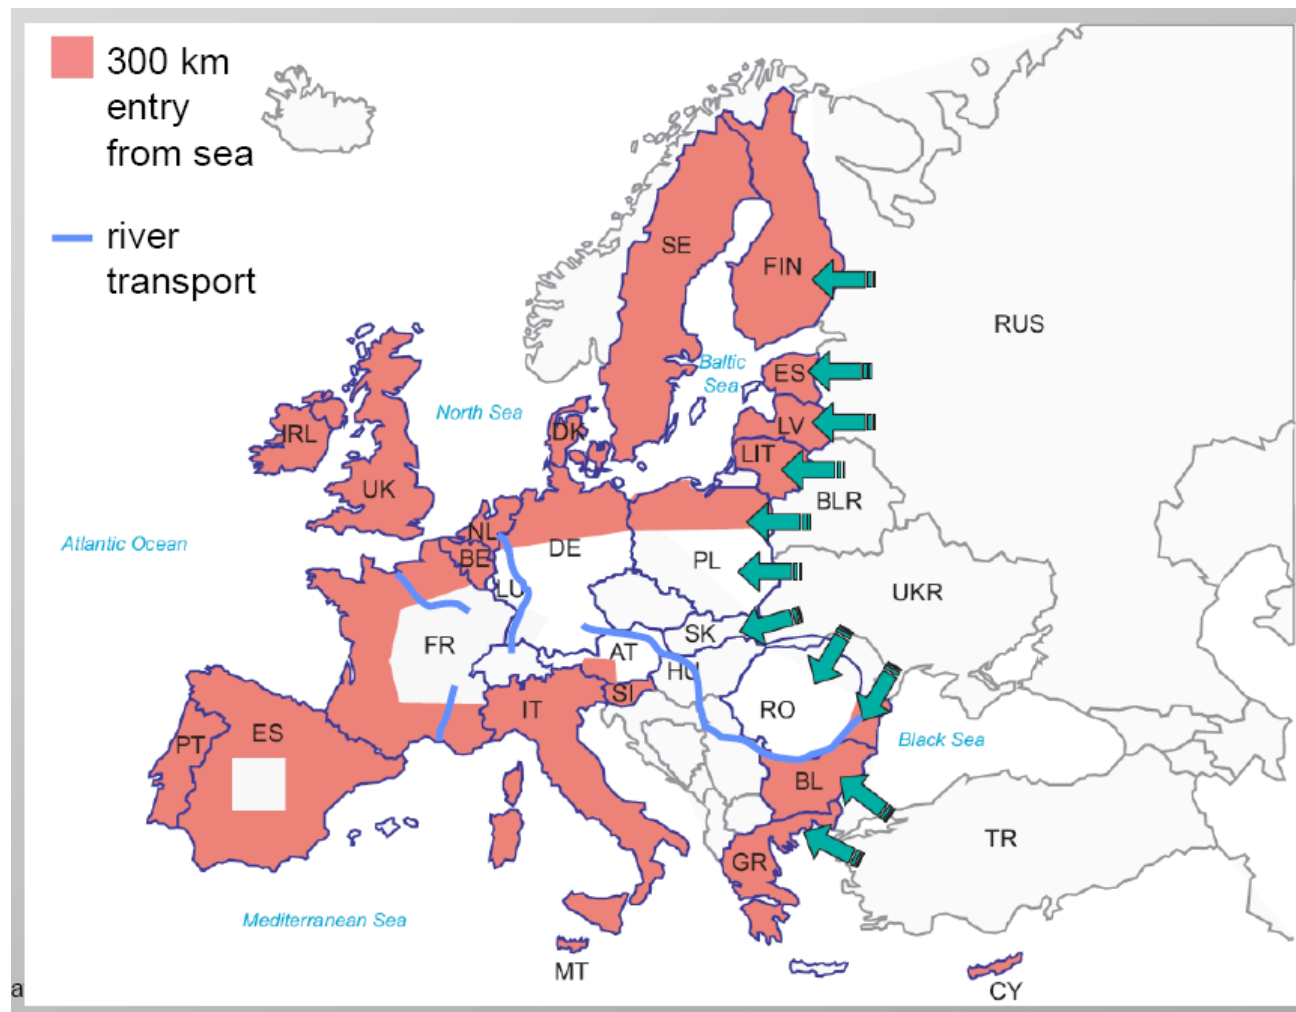 300 km
entry
from sea
river
transport
SE
FIN
RUS
Baltic
Sea
North Sea
ES
IRL
DK
LV
LIT
UK
BLR
NL
Atlantic Ocean
BE
DE
PL
LU
UKR
FR
SK
AT
HU
SI
IT
RO
PT
ES
Black Sea
BL
TR
GR
Mediterranean Sea
MT
CY
a